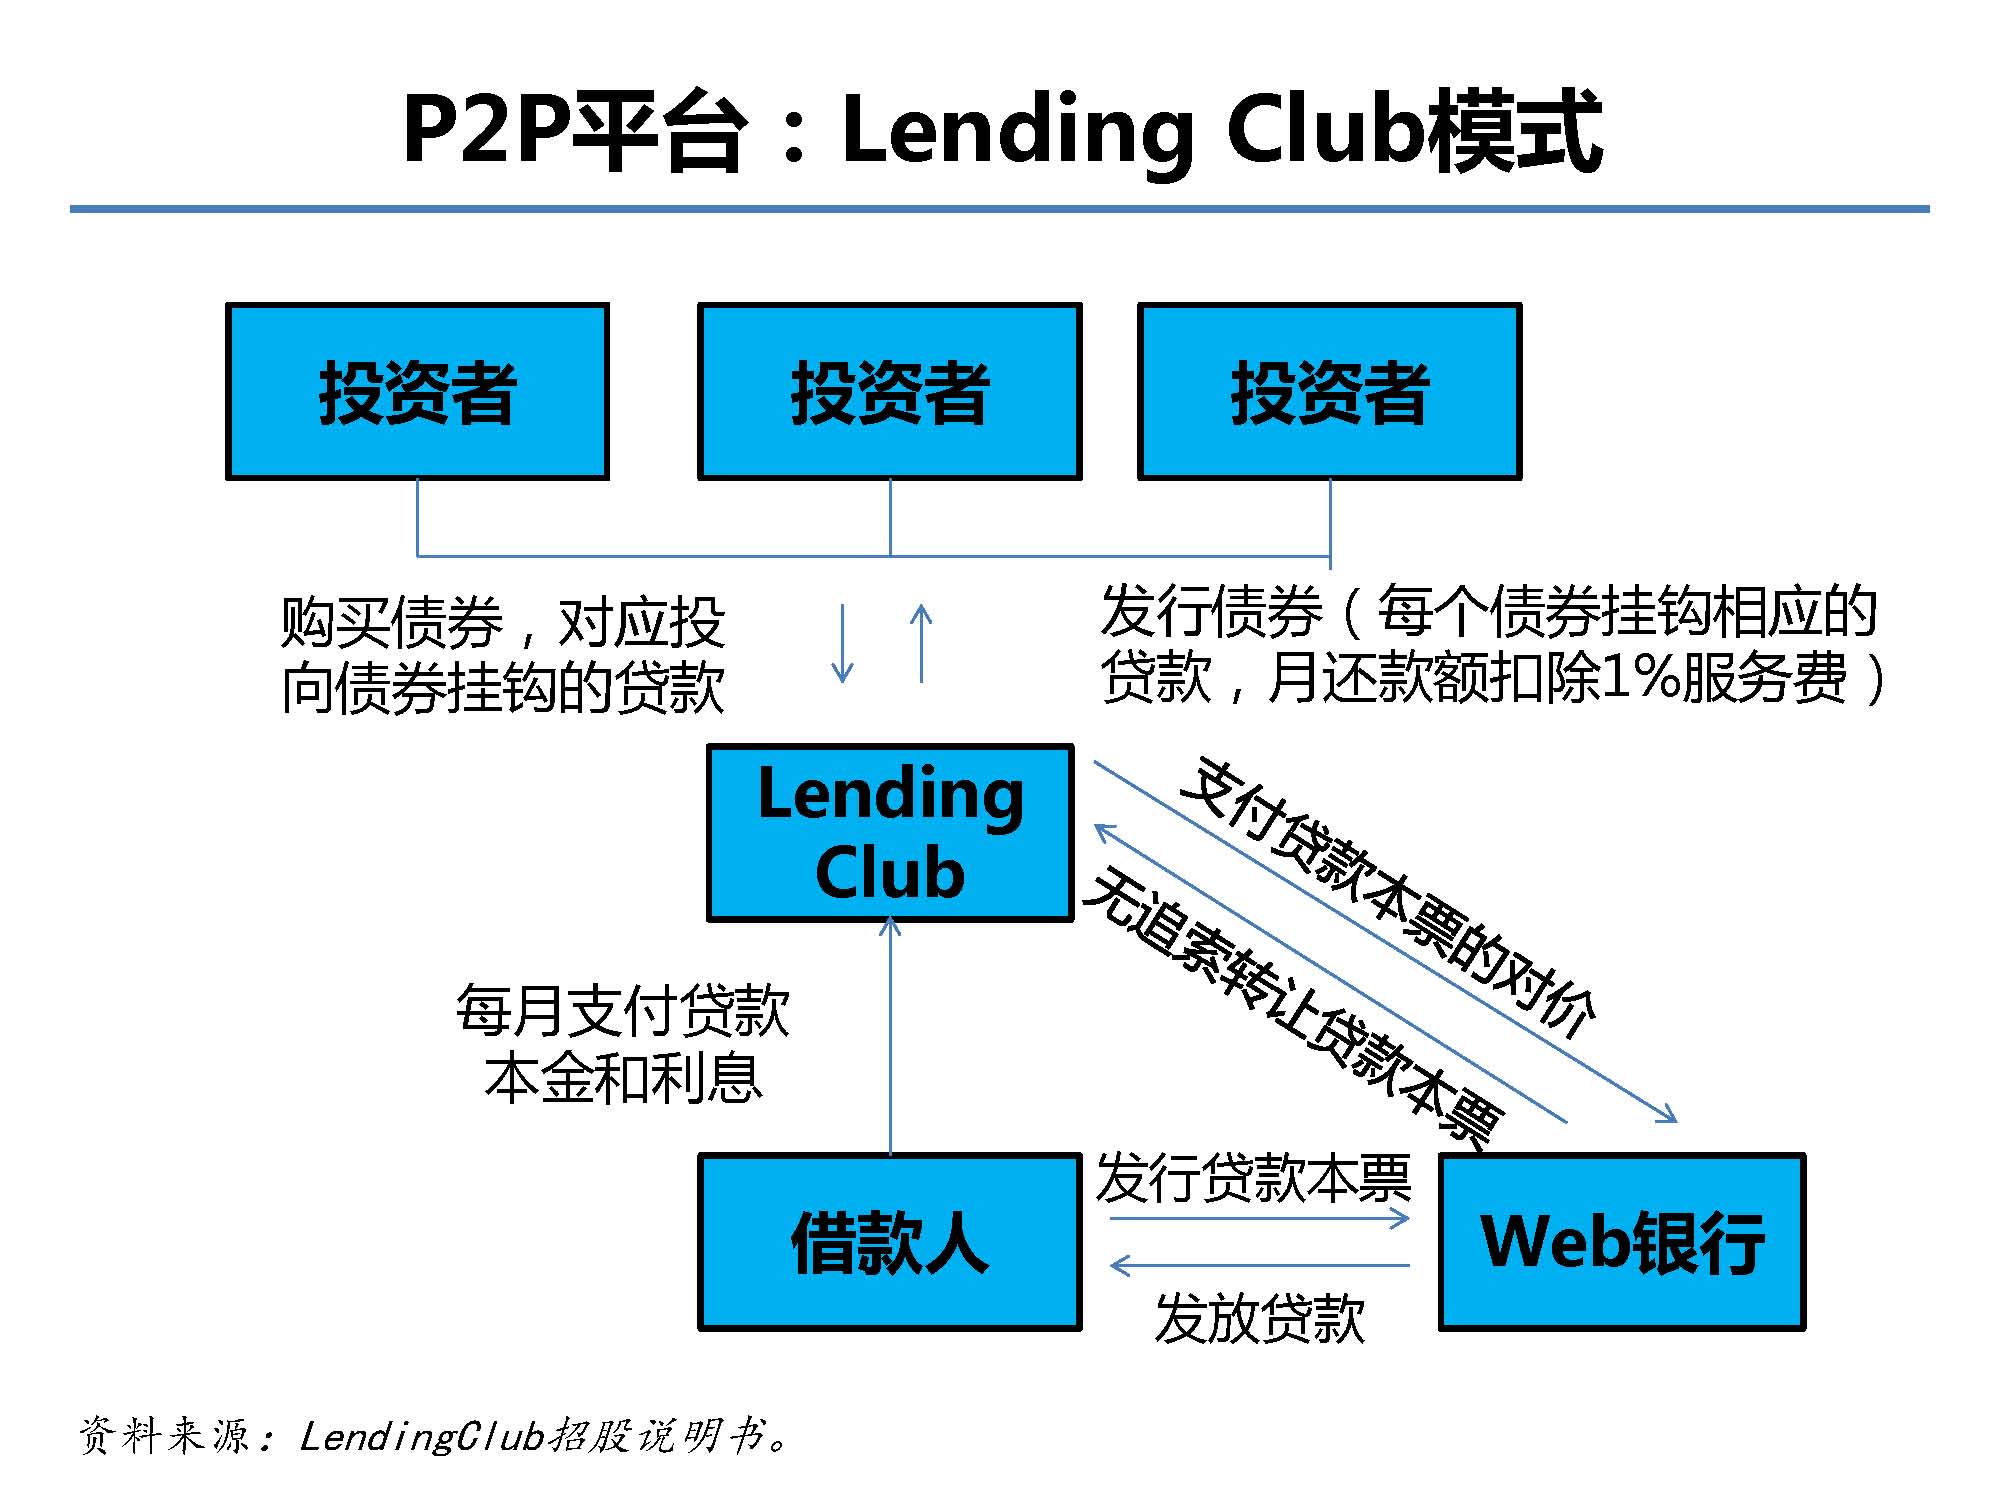 P2P平台：Lending Club模式
投资者
投资者
投资者
购买债券，对应投
向债券挂钩的贷款
发行债券（每个债券挂钩相应的
贷款，月还款额扣除1%服务费）
Lending
Club
支付贷款本票的对价
无追索转让贷款本票
每月支付贷款
本金和利息
发行贷款本票
借款人
Web银行
发放贷款
资料来源：LendingClub招股说明书。